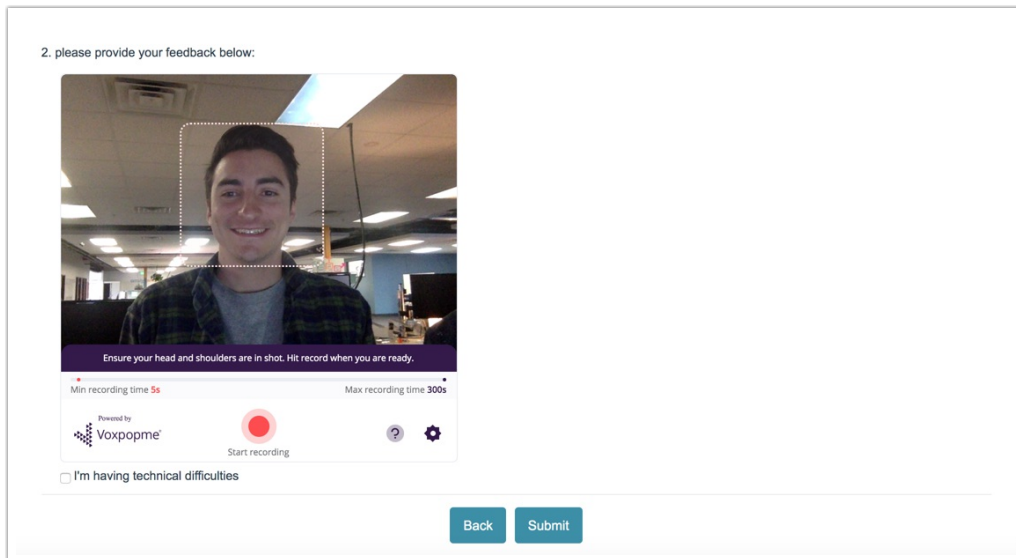 2. please provide your feedback below:
Ensure your head and shoulders are in shot. Hit record when you are ready.
Min recording time 5s
Max recording time 300s
Powered by
Voxpopme
?
Start recording
I'm having technical difficulties
Back
Submit